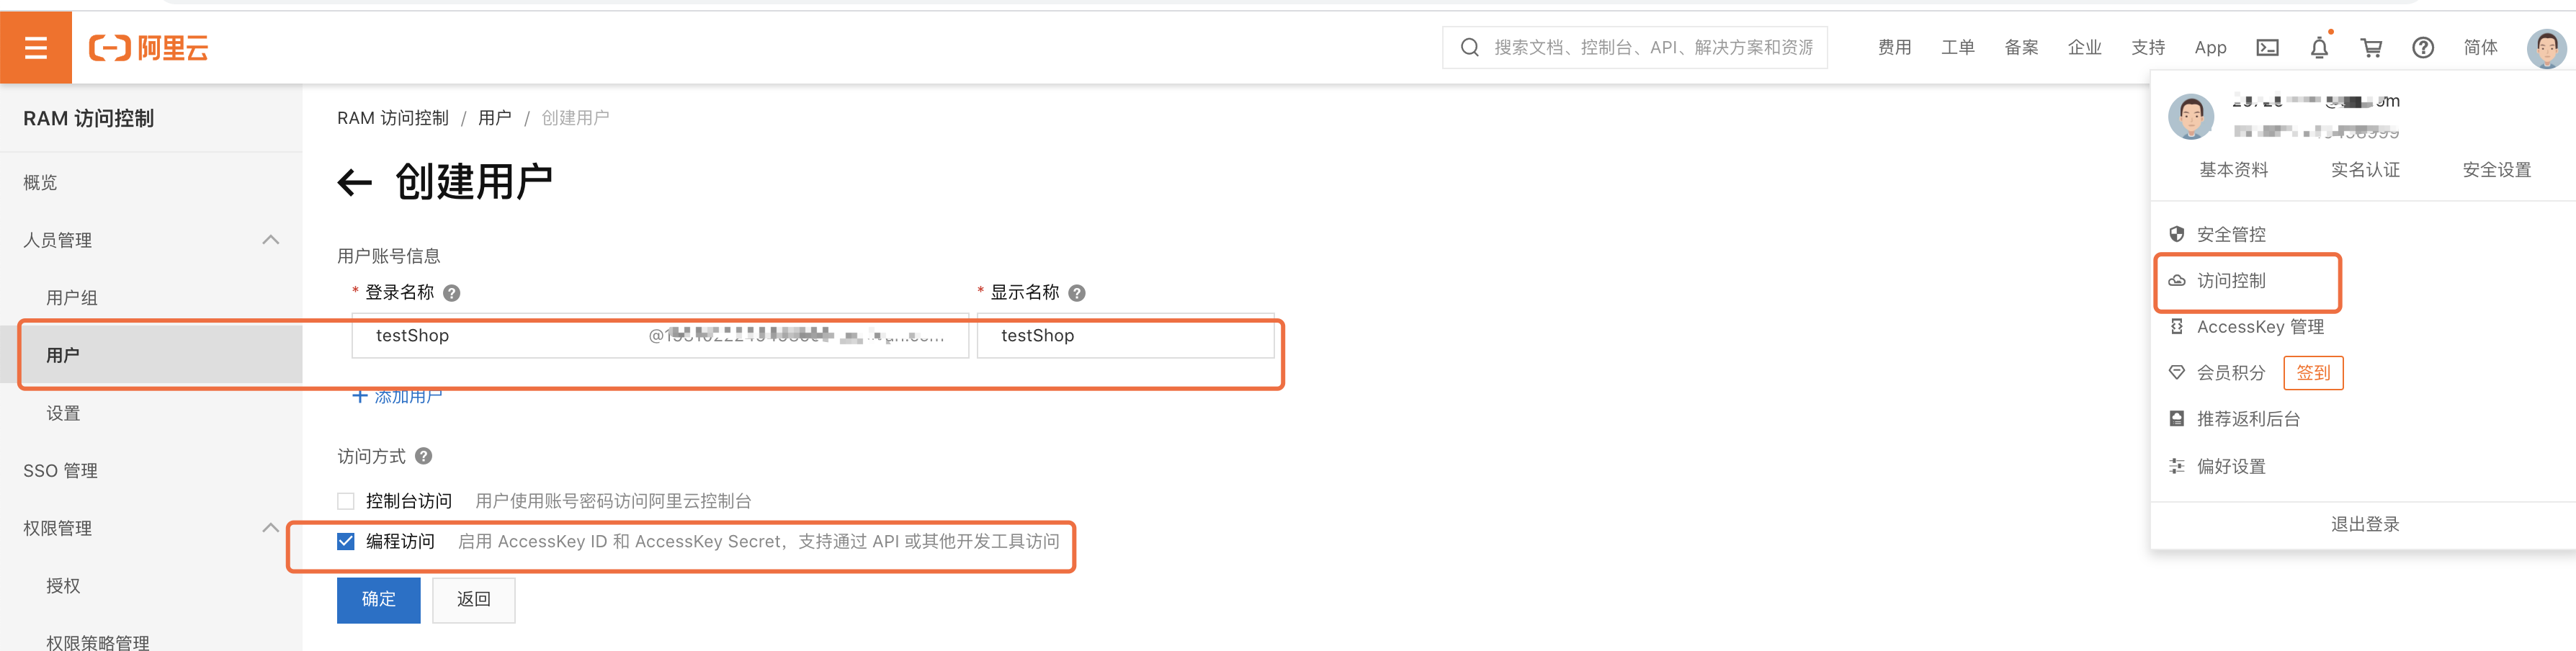 阿里云
搜索文档、控制台、API、解决方案和资源
费用 工单 备案 企业 支持 App 简体
RAM 访问控制
概览
人员管理
用户组
用户
设置
SSO 管理
权限管理
授权
权限策略管理
RAM 访问控制 / 用户 / 创建用户
创建用户
用户账号信息
* 登录名称 * 显示名称
testShop testShop
+ 添加用户
访问方式
控制台访问 用户使用账号密码访问阿里云控制台
编程访问 启用 AccessKey ID 和 AccessKey Secret，支持通过 API 或其他开发工具访问
确定 返回
基本资料 实名认证 安全设置
安全管控
访问控制
AccessKey 管理
会员积分 签到
推荐返利后台
偏好设置
退出登录